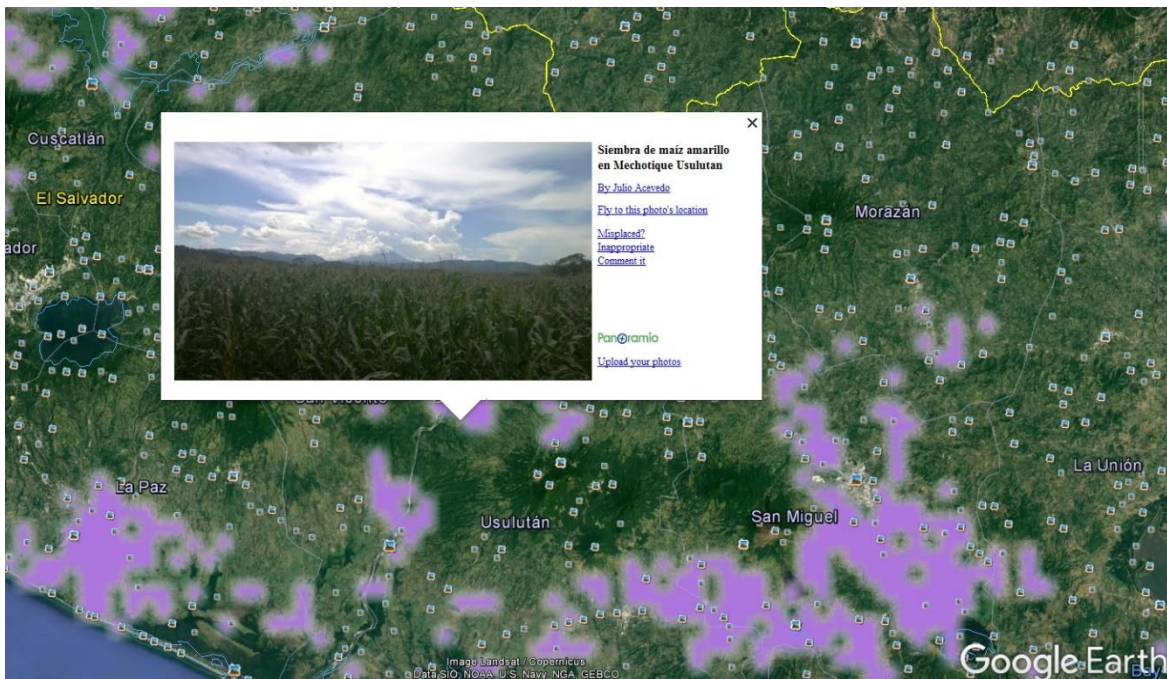 Cuscatlán
El Salvador
ador
Siembra de maíz amarillo
en Mechotique Usulutan
By Julio Acevedo
Fly to this photo's location
Misplaced?
Inappropriate
Comment it
Panoramio
Upload your photos
Morazán
La Unión
La Paz
Usulután
San Miguel
Image Landsat / Copernicus
Data SIO, NOAA, U.S. Navy, NGA, GEBCO
Google Earth